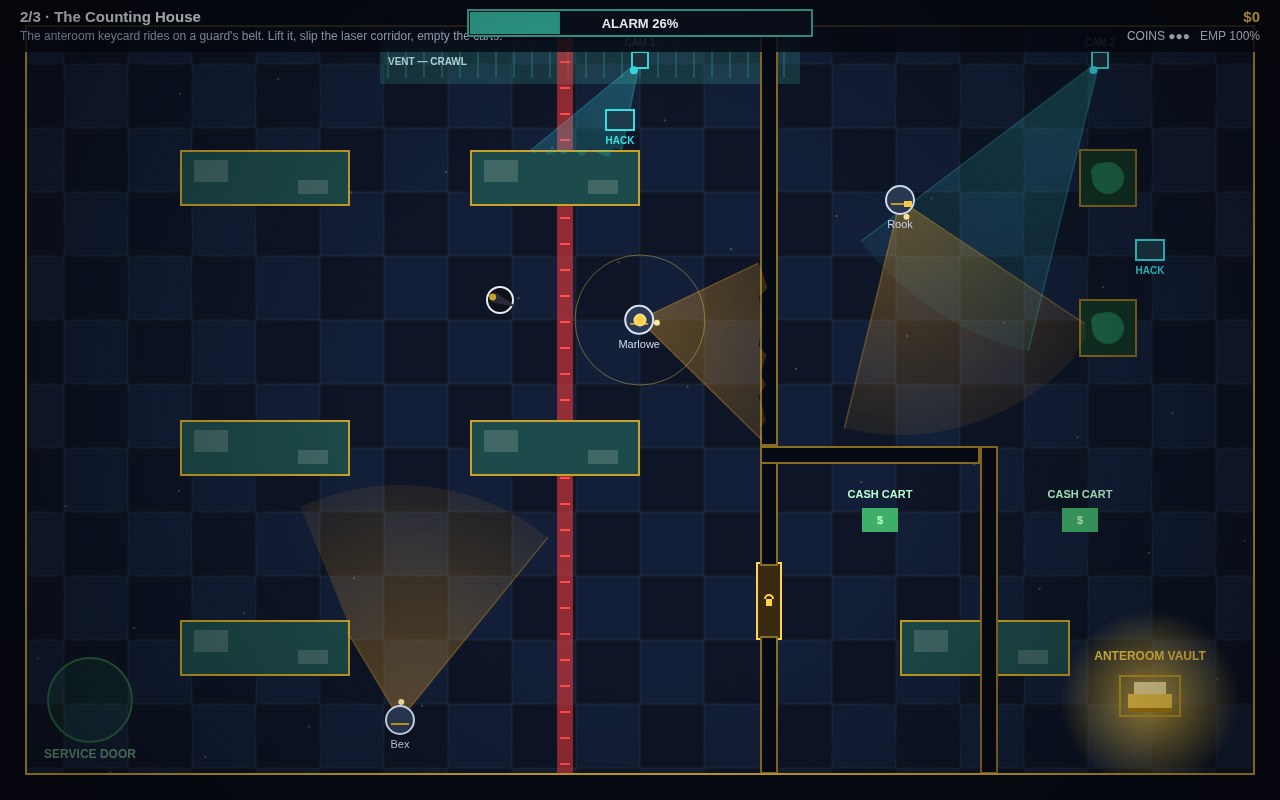 2/3 · The Counting House
The anteroom keycard rides on a guard's belt. Lift it, slip the laser corridor, empty the carts.
ALARM 26%
$0
COINS ●●● EMP 100%
CAM 1
CAM 2
VENT — CRAWL
HACK
Rook
HACK
Marlowe
CASH CART
$
CASH CART
$
ANTEROOM VAULT
SERVICE DOOR
Bex